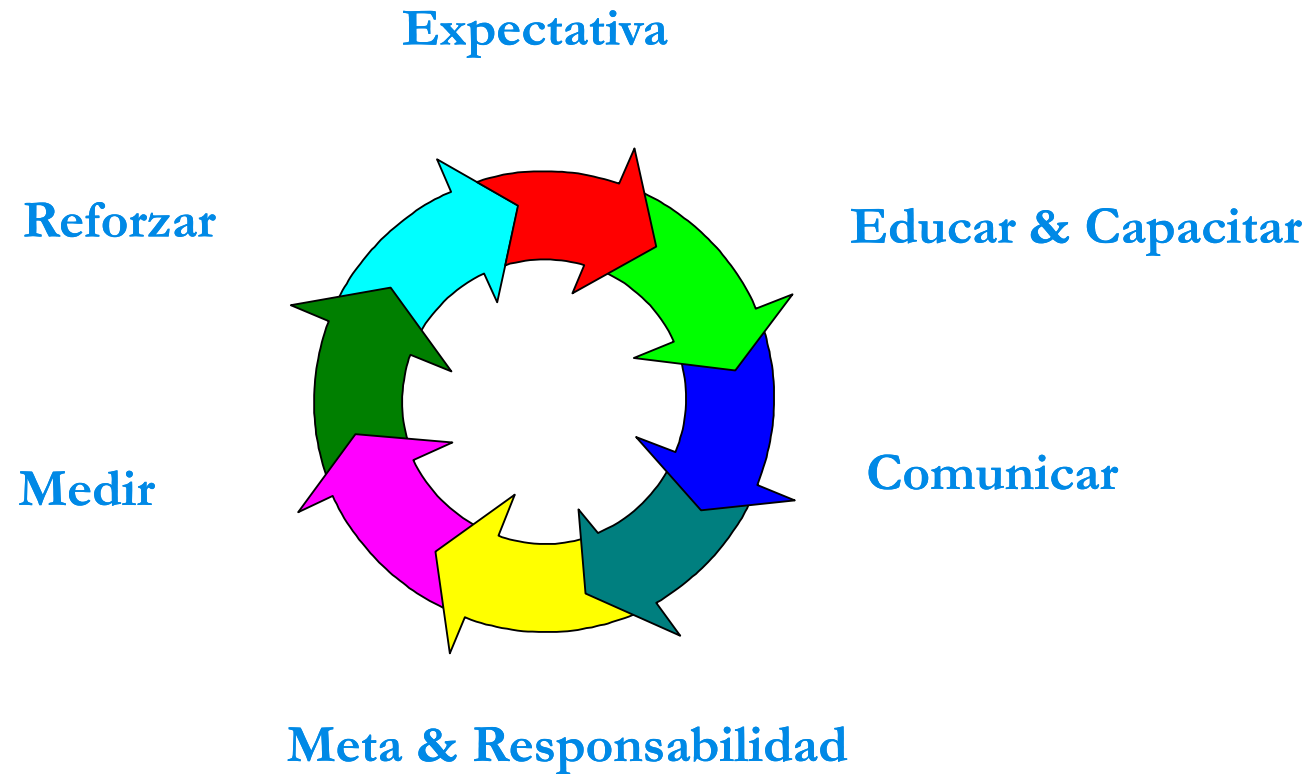 Expectativa
Reforzar
Educar & Capacitar
Medir
Comunicar
Meta & Responsabilidad